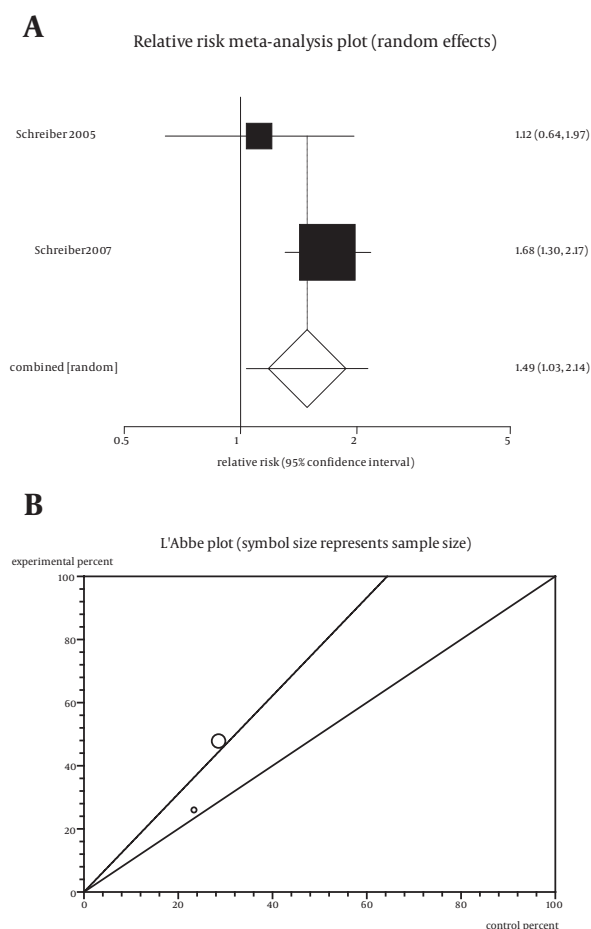 A
Relative risk meta-analysis plot (random effects)
Schreiber 2005
1.12 (0.64, 1.97)
Schreiber2007
1.68 (1.30, 2.17)
combined [random]
1.49 (1.03, 2.14)
0.5 1 2 5
relative risk (95% confidence interval)
B
L'Abbe plot (symbol size represents sample size)
experimental percent
100
80
60
40
20
0
0 20 40 60 80 100
control percent